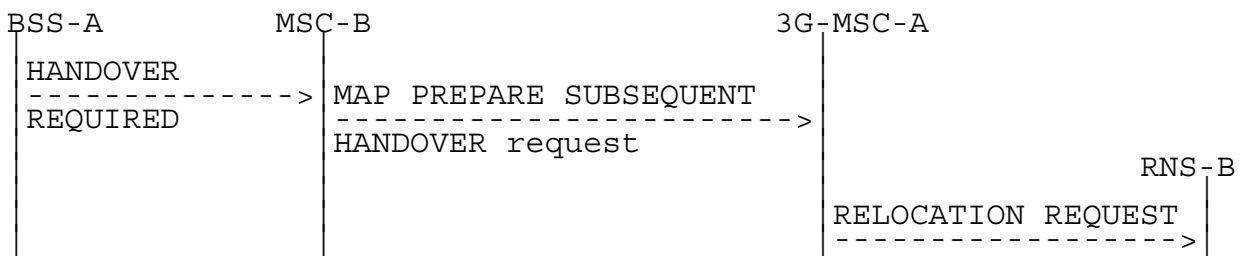 BSS-A MSC-B 3G-MSC-A
HANDOVER
REQUIRED
MAP PREPARE SUBSEQUENT
HANDOVER request
RNS-B
RELOCATION REQUEST